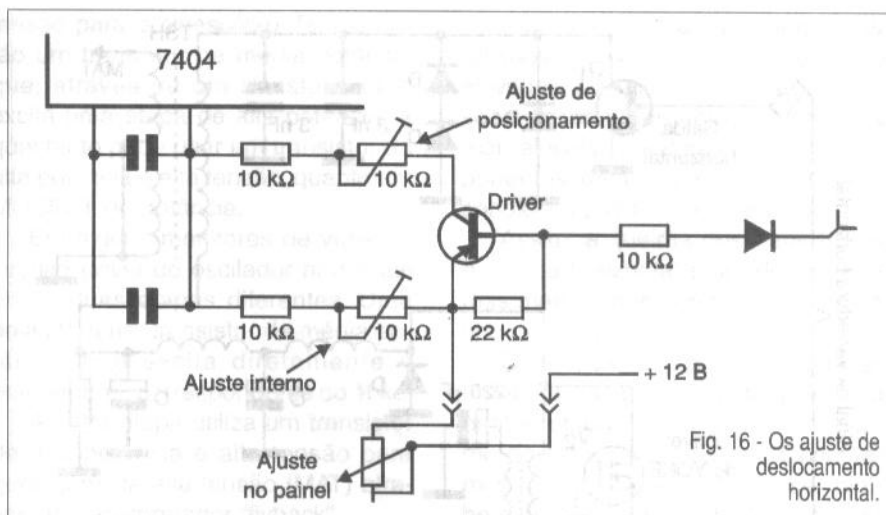 7404
Ajuste de
posicionamento
10 kΩ
10 kΩ
Driver
10 kΩ
10 kΩ
10 kΩ
22 kΩ
Ajuste interno
+ 12 B
Ajuste
no painel
Fig. 16 - Os ajuste de
deslocamento
horizontal.